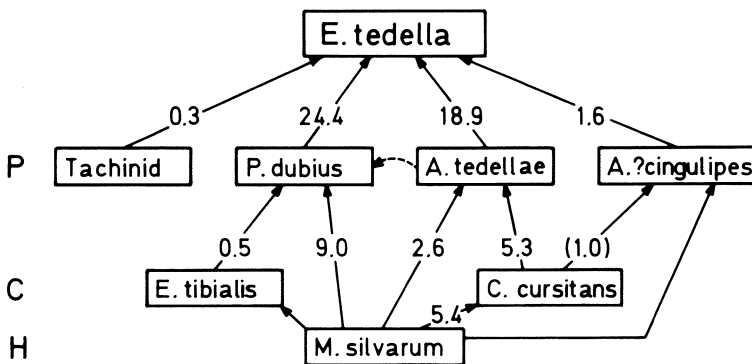 E. tedella
0.3 24.4 18.9 1.6
P Tachinid P. dubius A. tedellae A.?cingulipes
0.5 9.0 2.6 5.3 (1.0)
C E. tibialis C. cursitans
5.4
H M. silvarum